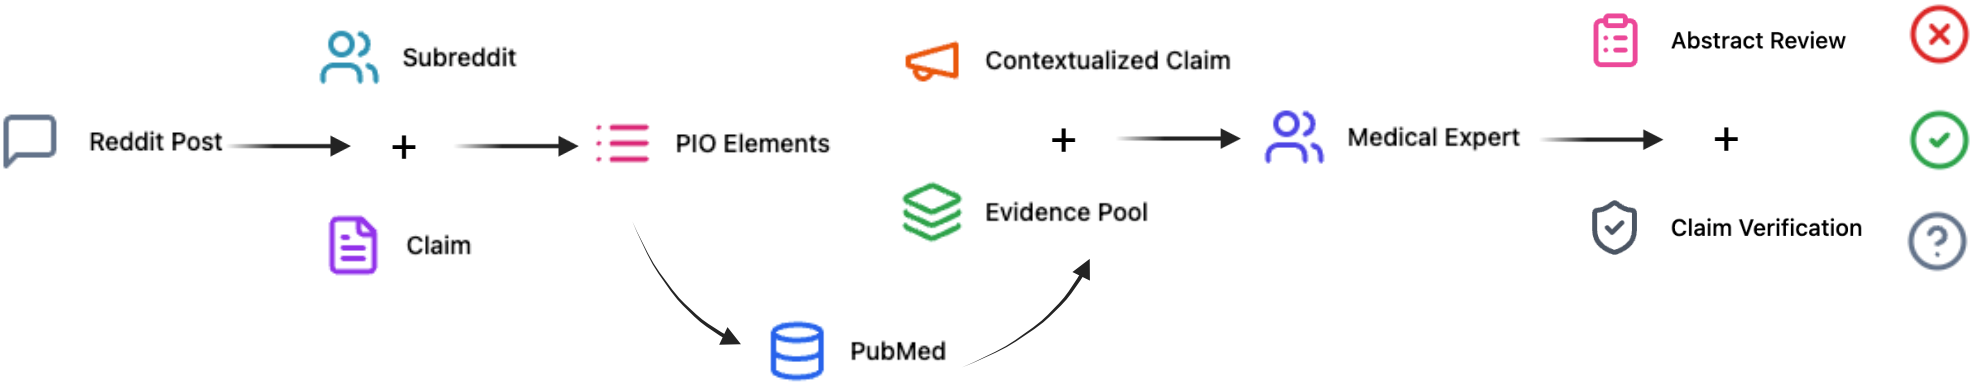 Reddit Post
Subreddit
+
Claim
PIO Elements
PubMed
Contextualized Claim
+
Evidence Pool
Medical Expert
Abstract Review
+
Claim Verification